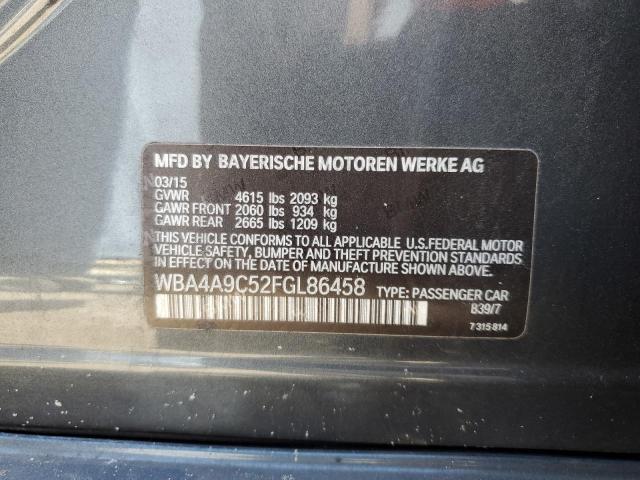 MFD BY BAYERISCHE MOTOREN WERKE AG
03/15
GVWR 4615 lbs 2093 kg
GAWR FRONT 2060 lbs 934 kg
GAWR REAR 2665 lbs 1209 kg
THIS VEHICLE CONFORMS TO ALL APPLICABLE U.S.FEDERAL MOTOR
VEHICLE SAFETY, BUMPER AND THEFT PREVENTION STANDARDS
IN EFFECT ON THE DATE OF MANUFACTURE SHOWN ABOVE.
WBA4A9C52FGL86458 TYPE: PASSENGER CAR
B39/7
7 315 814